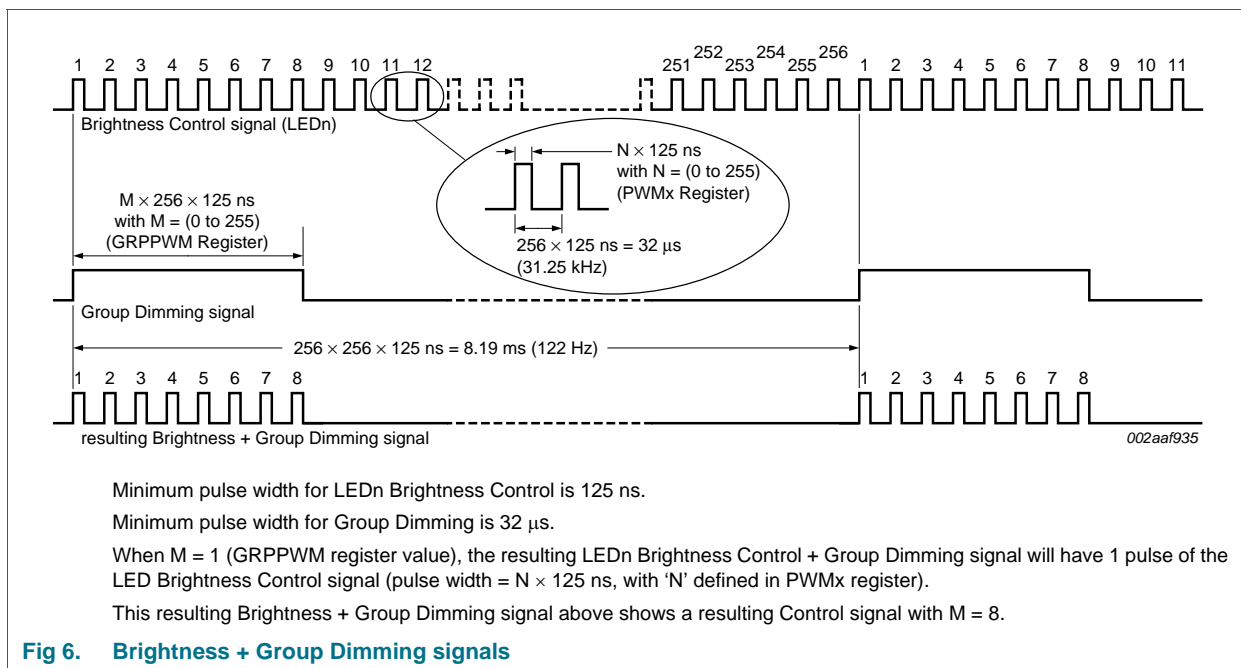 1 2 3 4 5 6 7 8 9 10 11 12 251 252 253 254 255 256 1 2 3 4 5 6 7 8 9 10 11
Brightness Control signal (LEDn)
N × 125 ns
with N = (0 to 255)
(PWMx Register)
256 × 125 ns = 32 μs
(31.25 kHz)
M × 256 × 125 ns
with M = (0 to 255)
(GRPPWM Register)
Group Dimming signal
256 × 256 × 125 ns = 8.19 ms (122 Hz)
1 2 3 4 5 6 7 8 1 2 3 4 5 6 7 8
resulting Brightness + Group Dimming signal
002aaf935
Minimum pulse width for LEDn Brightness Control is 125 ns.
Minimum pulse width for Group Dimming is 32 μs.
When M = 1 (GRPPWM register value), the resulting LEDn Brightness Control + Group Dimming signal will have 1 pulse of the
LED Brightness Control signal (pulse width = N × 125 ns, with ‘N’ defined in PWMx register).
This resulting Brightness + Group Dimming signal above shows a resulting Control signal with M = 8.
Fig 6. Brightness + Group Dimming signals